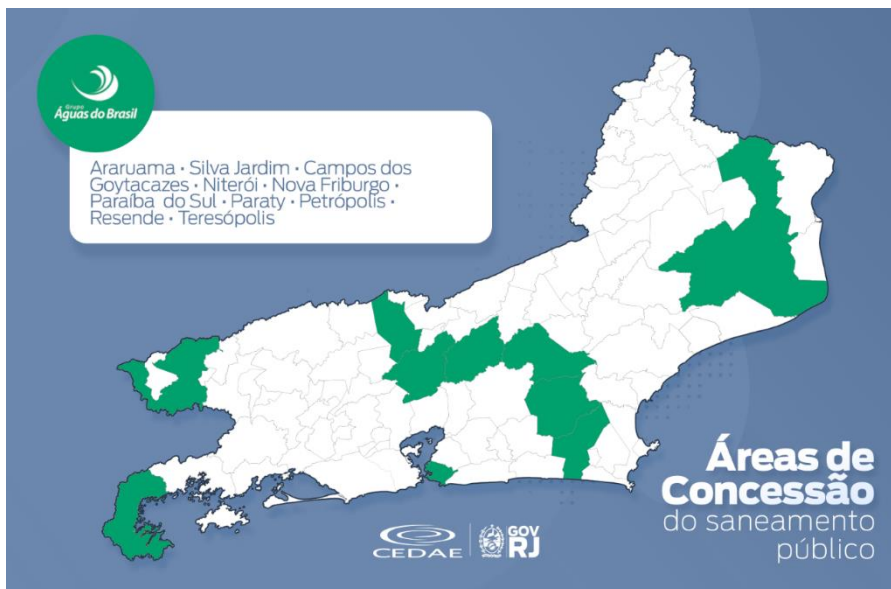 Grupo
Águas do Brasil
Araruama • Silva Jardim • Campos dos
Goytacazes • Niterói • Nova Friburgo •
Paraíba do Sul • Paraty • Petrópolis •
Resende • Teresópolis
Áreas de
Concessão
do saneamento
público
CEDAE
GOV
RJ